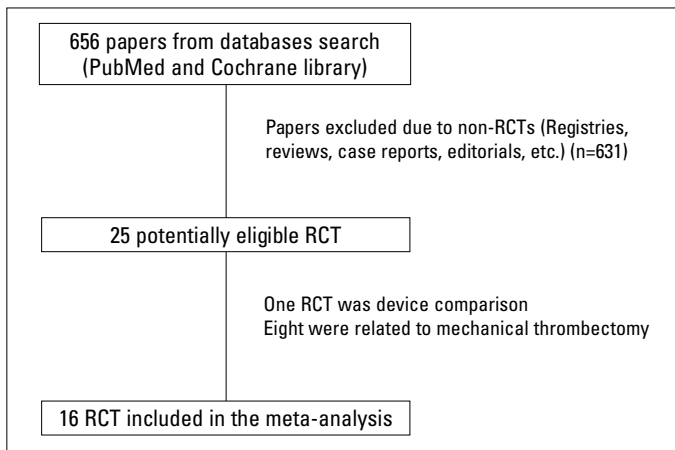 656 papers from databases search
(PubMed and Cochrane library)
Papers excluded due to non-RCTs (Registries,
reviews, case reports, editorials, etc.) (n=631)
25 potentially eligible RCT
One RCT was device comparison
Eight were related to mechanical thrombectomy
16 RCT included in the meta-analysis